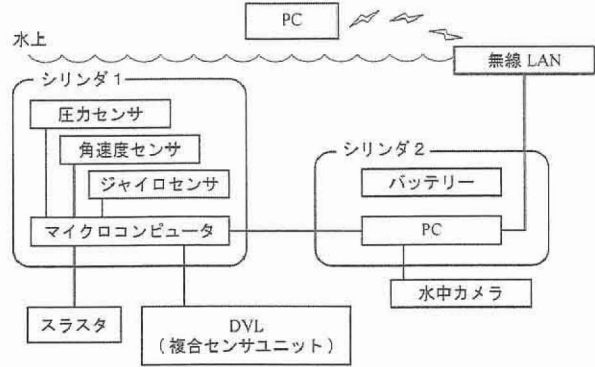 PC
水上
無線 LAN
シリンダ 1
圧力センサ
角速度センサ
ジャイロセンサ
マイクロコンピュータ
シリンダ 2
バッテリー
PC
水中カメラ
スラスタ
DVL
（複合センサユニット）